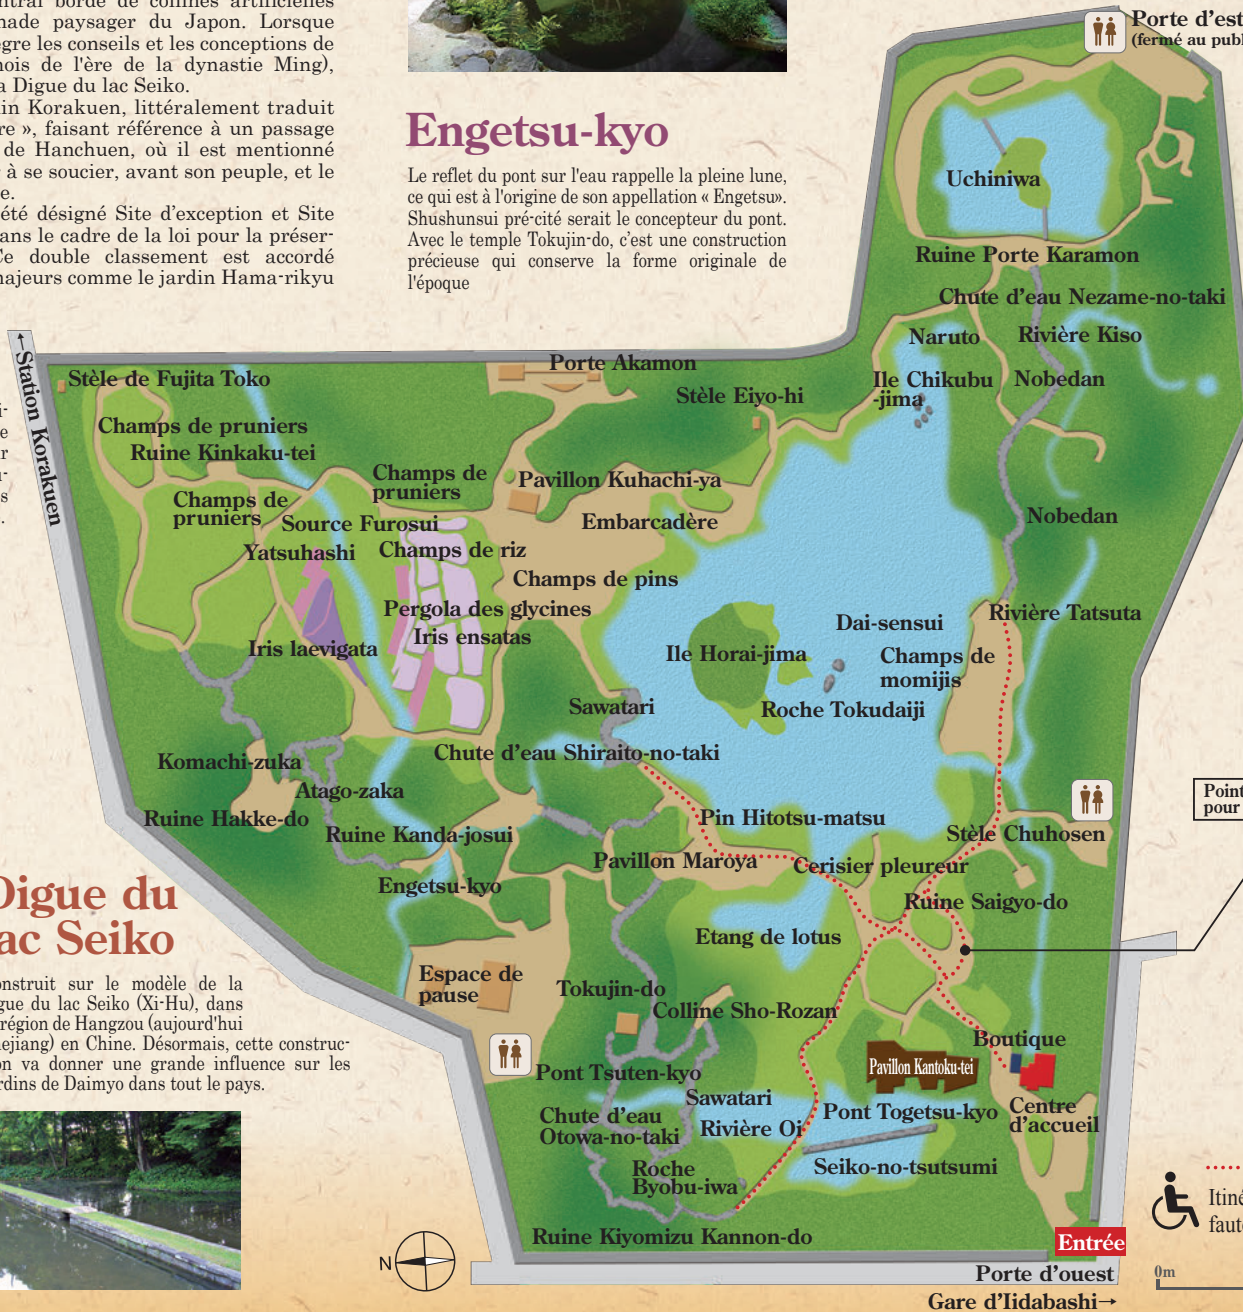 ntral bordé de collines artificielles
nade paysager du Japon. Lorsque
ègre les conseils et les conceptions de
nois de l'ère de la dynastie Ming),
a Digue du lac Seiko.
in Korakuen, littéralement traduit
re », faisant référence à un passage
de Hanchuen, où il est mentionné
à se soucier, avant son peuple, et le
e.
été désigné Site d'exception et Site
ans le cadre de la loi pour la préser-
Ce double classement est accordé
majeurs comme le jardin Hama-rikyu
Engetsu-kyo
Le reflet du pont sur l'eau rappelle la pleine lune,
ce qui est à l'origine de son appellation « Engetsu».
Shushunsui pré-cité serait le concepteur du pont.
Avec le temple Tokujin-do, c'est une construction
précieuse qui conserve la forme originale de
l'époque
Porte d'est
(fermé au publ
Uchiniwa
Ruine Porte Karamon
Chute d'eau Nezame-no-taki
Naruto
Rivière Kiso
Ile Chikubu
-jima
Nobedan
Porte Akamon
Stèle Eiyo-hi
←Station Korakuen
Stèle de Fujita Toko
Champs de pruniers
Ruine Kinkaku-tei
Champs de
pruniers
Champs de
pruniers
Pavillon Kuhachi-ya
Source Furosui
Embarcadère
Nobedan
Yatsuhashi
Champs de riz
Champs de pins
Pergola des glycines
Iris ensatas
Iris laevigata
Rivière Tatsuta
Dai-sensui
Ile Horai-jima
Champs de
momijis
Sawatari
Roche Tokudaiji
Chute d'eau Shiraito-no-taki
Komachi-zuka
Atago-zaka
Ruine Hakke-do
Ruine Kanda-josui
Pin Hitotsu-matsu
Stèle Chuhosen
Point
pour
Pavillon Maroya
Cerisier pleureur
Engetsu-kyo
Ruine Saigyo-do
Etang de lotus
Digue du
ac Seiko
onstruit sur le modèle de la
gue du lac Seiko (Xi-Hu), dans
région de Hangzou (aujourd'hui
ejiang) en Chine. Désormais, cette construc-
on va donner une grande influence sur les
rdins de Daimyo dans tout le pays.
Espace de
pause
Tokujin-do
Colline Sho-Rozan
Boutique
Pavillon Kantoku-tei
Pont Tsuten-kyo
Sawatari
Pont Togetsu-kyo
Centre
d'accueil
Chute d'eau
Otowa-no-taki
Rivière Oi
Roche
Byobu-iwa
Seiko-no-tsutsumi
Ruine Kiyomizu Kannon-do
N
Entrée
Porte d'ouest
Gare d'Iidabashi→
Itiné
faute
0m